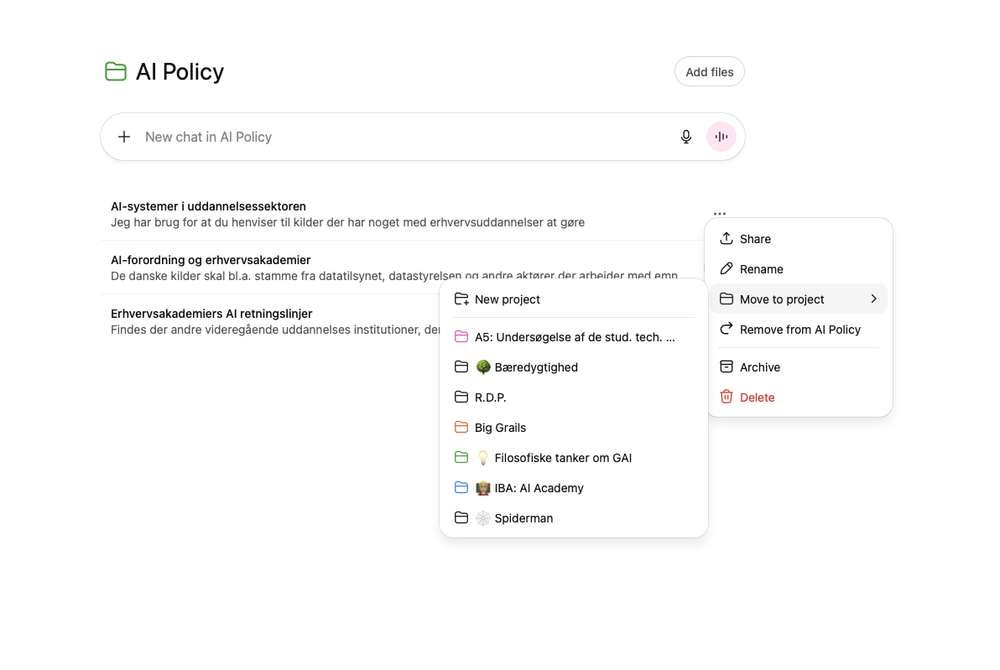 AI Policy
Add files
New chat in AI Policy
AI-systemer i uddannelsessektoren
Jeg har brug for at du henviser til kilder der har noget med erhvervsuddannelser at gøre
AI-forordning og erhvervsakademier
De danske kilder skal bl.a. stamme fra datatilsynet, datastyrelsen og andre aktører der arbejder med emn
Erhvervsakademiers AI retningslinjer
Findes der andre videregående uddannelses institutioner, der
Share
Rename
Move to project
Remove from AI Policy
Archive
Delete
New project
A5: Undersøgelse af de stud. tech. ...
🌳 Bæredygtighed
R.D.P.
Big Grails
💡 Filosofiske tanker om GAI
👩🏽‍🏫 IBA: AI Academy
🕸️ Spiderman